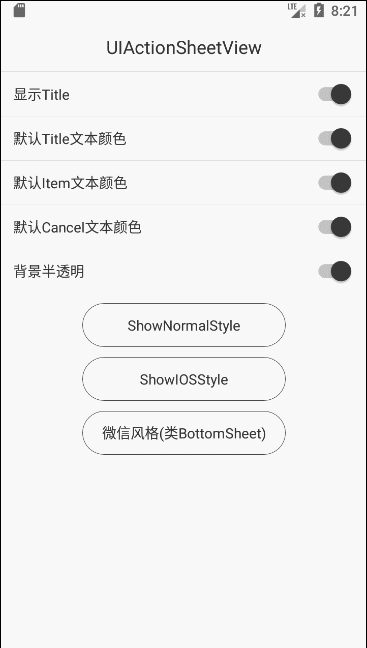 LTE 8:21
UIActionSheetView
显示Title
默认Title文本颜色
默认Item文本颜色
默认Cancel文本颜色
背景半透明
ShowNormalStyle
ShowIOSStyle
微信风格(类BottomSheet)